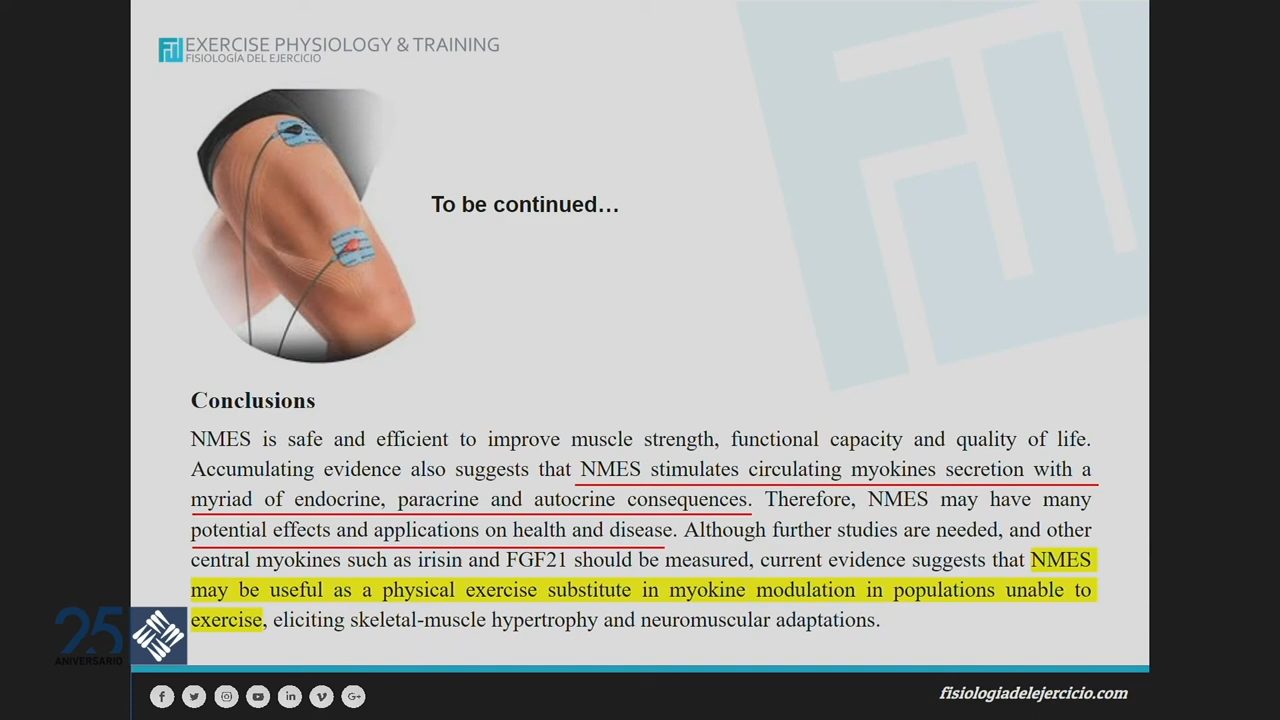 EXERCISE PHYSIOLOGY & TRAINING
FISIOLOGÍA DEL EJERCICIO
To be continued…
Conclusions
NMES is safe and efficient to improve muscle strength, functional capacity and quality of life.
Accumulating evidence also suggests that NMES stimulates circulating myokines secretion with a
myriad of endocrine, paracrine and autocrine consequences. Therefore, NMES may have many
potential effects and applications on health and disease. Although further studies are needed, and other
central myokines such as irisin and FGF21 should be measured, current evidence suggests that NMES
may be useful as a physical exercise substitute in myokine modulation in populations unable to
exercise, eliciting skeletal-muscle hypertrophy and neuromuscular adaptations.
25
ANIVERSARIO
fisiologiadelejercicio.com